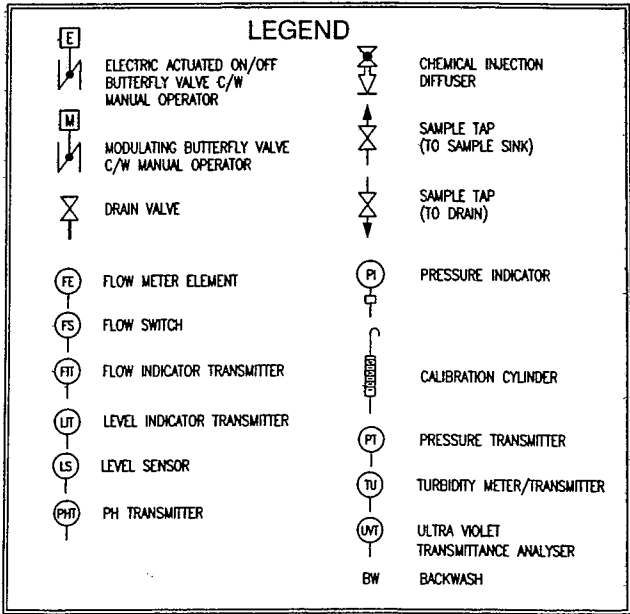 LEGEND
E
ELECTRIC ACTUATED ON/OFF
BUTTERFLY VALVE C/W
MANUAL OPERATOR
M
MODULATING BUTTERFLY VALVE
C/W MANUAL OPERATOR
DRAIN VALVE
FE
FLOW METER ELEMENT
FS
FLOW SWITCH
FIT
FLOW INDICATOR TRANSMITTER
LIT
LEVEL INDICATOR TRANSMITTER
LS
LEVEL SENSOR
PHT
PH TRANSMITTER
CHEMICAL INJECTION
DIFFUSER
SAMPLE TAP
(TO SAMPLE SINK)
SAMPLE TAP
(TO DRAIN)
PI
PRESSURE INDICATOR
CALIBRATION CYLINDER
PT
PRESSURE TRANSMITTER
TU
TURBIDITY METER/TRANSMITTER
UVT
ULTRA VIOLET
TRANSMITTANCE ANALYSER
BW
BACKWASH